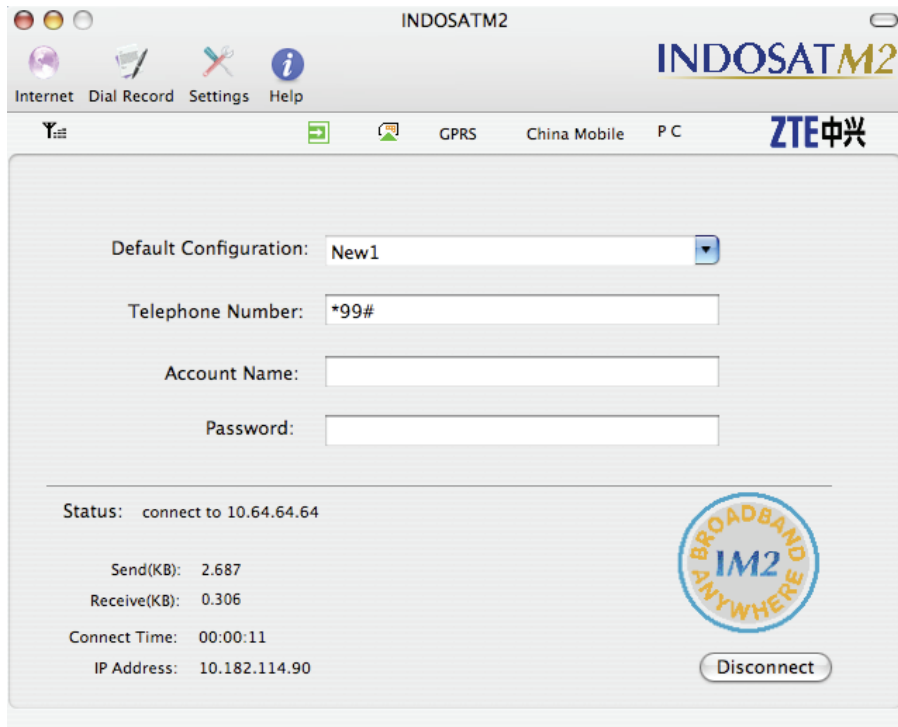 INDOSATM2
Internet Dial Record Settings Help
INDOSATM2
GPRS China Mobile P C ZTE中兴
Default Configuration: New1
Telephone Number: *99#
Account Name:
Password:
Status: connect to 10.64.64.64
Send(KB): 2.687
Receive(KB): 0.306
Connect Time: 00:00:11
IP Address: 10.182.114.90
BROADBAND
IM2
ANYWHERE
Disconnect